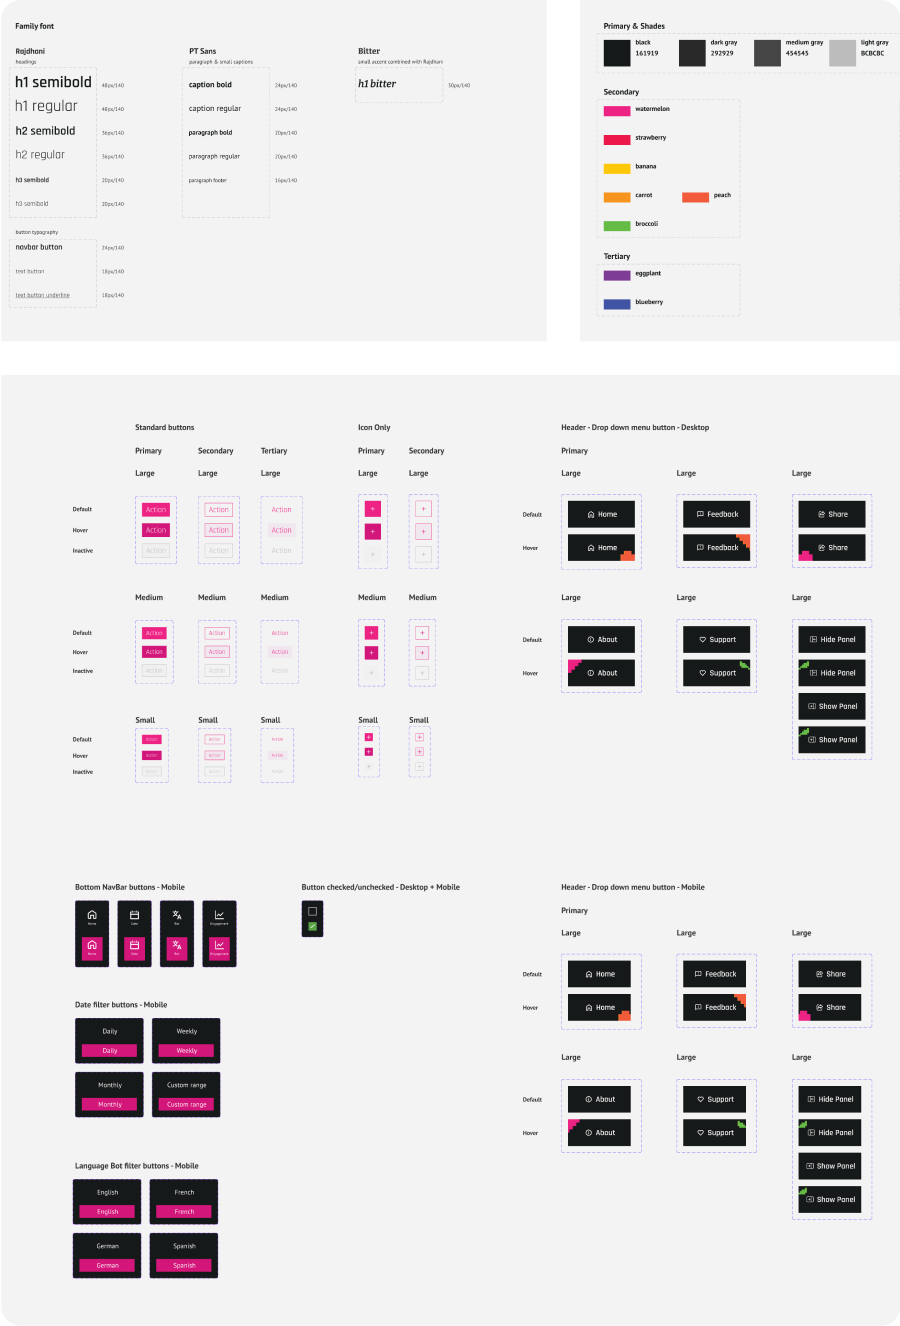 Family font
Rajdhani
headings
h1 semibold
48px/140
h1 regular
48px/140
h2 semibold
36px/140
h2 regular
36px/140
h3 semibold
20px/140
h3 semibold
20px/140
button typography
navbar button
24px/140
text button
18px/140
text button underline
18px/140
PT Sans
paragraph & small captions
caption bold
24px/140
caption regular
24px/140
paragraph bold
20px/140
paragraph regular
20px/140
paragraph footer
16px/140
Bitter
small accent combined with Rajdhani
h1 bitter
30px/140
Primary & Shades
black
161919
dark gray
292929
medium gray
454545
light gray
BCBCBC
Secondary
watermelon
strawberry
banana
carrot
peach
broccoli
Tertiary
eggplant
blueberry
Standard buttons
Primary Secondary Tertiary
Large Large Large
Default Action Action Action
Hover Action Action Action
Inactive Action Action Action
Medium Medium Medium
Default Action Action Action
Hover Action Action Action
Inactive Action Action Action
Small Small Small
Default Action Action Action
Hover Action Action Action
Inactive Action Action Action
Icon Only
Primary Secondary
Large Large
Medium Medium
Small Small
Header - Drop down menu button - Desktop
Primary
Large Large Large
Default Home Feedback Share
Hover Home Feedback Share
Large Large Large
Default About Support Hide Panel
Hover About Support Hide Panel
Show Panel
Show Panel
Bottom NavBar buttons - Mobile
Home Date Bot Engagement
Home Date Bot Engagement
Button checked/unchecked - Desktop + Mobile
Date filter buttons - Mobile
Daily Weekly
Daily Weekly
Monthly Custom range
Monthly Custom range
Language Bot filter buttons - Mobile
English French
English French
German Spanish
German Spanish
Header - Drop down menu button - Mobile
Primary
Large Large Large
Default Home Feedback Share
Hover Home Feedback Share
Large Large Large
Default About Support Hide Panel
Hover About Support Hide Panel
Show Panel
Show Panel